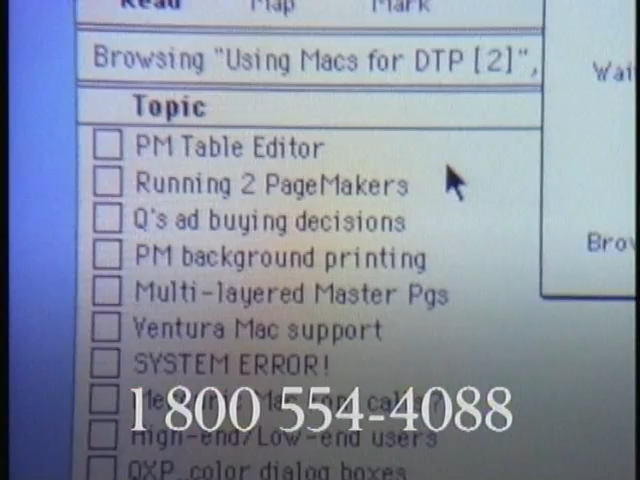 Read Map Mark
Browsing "Using Macs for DTP [2]",
Wai
Topic
PM Table Editor
Running 2 PageMakers
Q's ad buying decisions
Bro
PM background printing
Multi-layered Master Pgs
Ventura Mac support
SYSTEM ERROR!
1 800 554-4088
High-end/Low-end users
QXP color dialog boxes